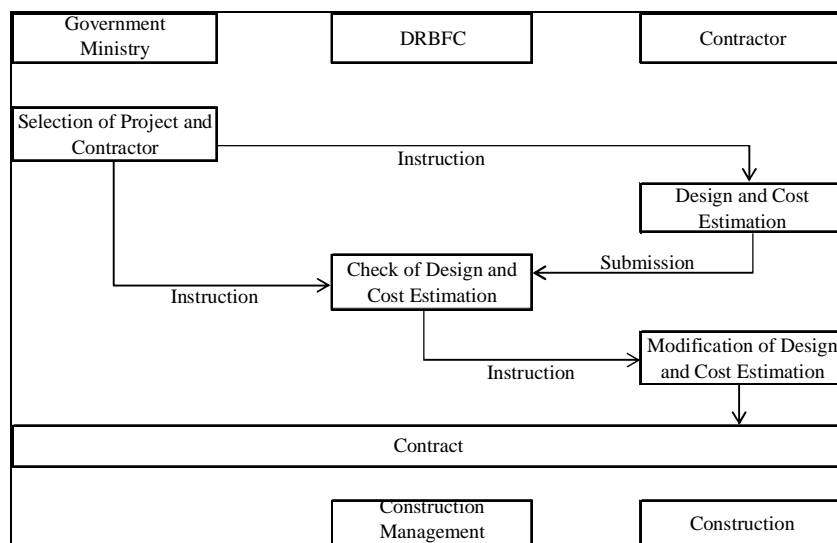 Government
Ministry
DRBFC
Contractor
Selection of Project and
Contractor
Instruction
Design and Cost
Estimation
Submission
Check of Design and
Cost Estimation
Instruction
Modification of Design
and Cost Estimation
Instruction
Contract
Construction
Management
Construction